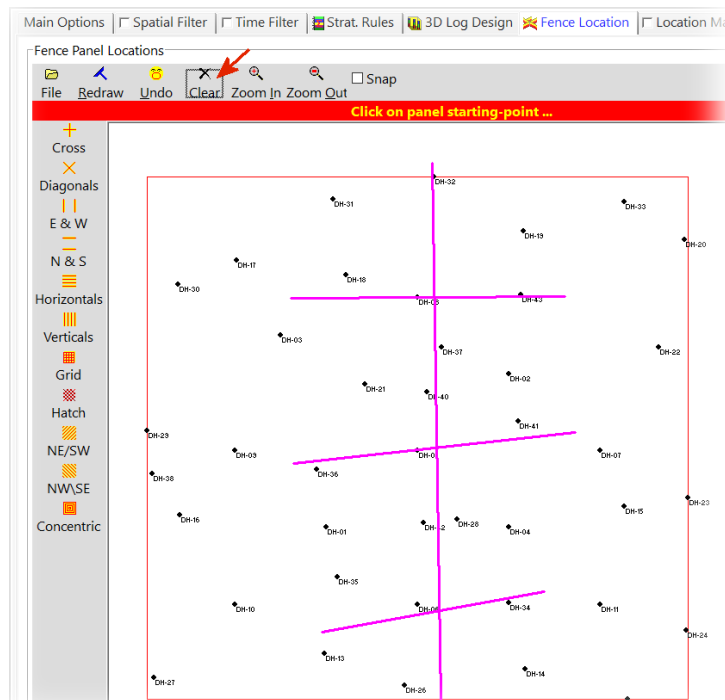 Main Options Spatial Filter Time Filter Strat. Rules 3D Log Design Fence Location Location Ma
Fence Panel Locations
File Redraw Undo Clear Zoom In Zoom Out Snap
Click on panel starting-point ...
Cross
Diagonals
E & W
N & S
Horizontals
Verticals
Grid
Hatch
NE/SW
NW\SE
Concentric
DH-32
DH-31
DH-33
DH-19
DH-20
DH-17
DH-18
DH-30
DH-43
DH-03
DH-37
DH-22
DH-02
DH-21
DH-40
DH-41
DH-29
DH-09
DH-07
DH-36
DH-38
DH-23
DH-15
DH-16
DH-28
DH-01
DH-04
DH-35
DH-10
DH-34
DH-11
DH-24
DH-13
DH-14
DH-27
DH-26